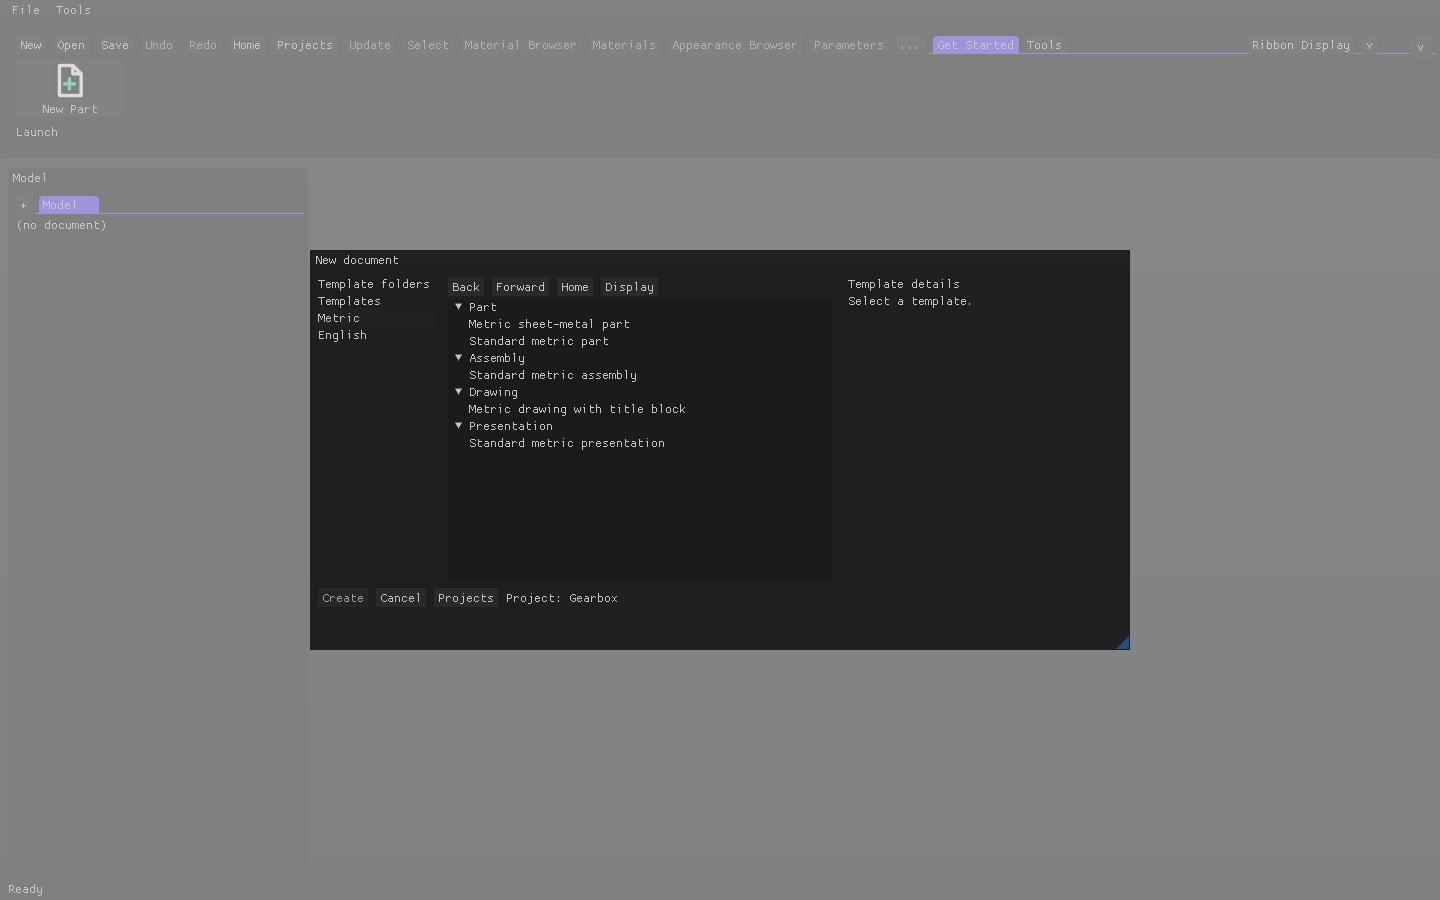 File Tools
New Open Save Undo Redo Home Projects Update Select Material Browser Materials Appearance Browser Parameters ... Get Started Tools Ribbon Display v v
New Part
Launch
Model
+ Model
(no document)
New document
Template folders
Templates
Metric
English
Back Forward Home Display
Part
Metric sheet-metal part
Standard metric part
Assembly
Standard metric assembly
Drawing
Metric drawing with title block
Presentation
Standard metric presentation
Template details
Select a template.
Create Cancel Projects Project: Gearbox
Ready